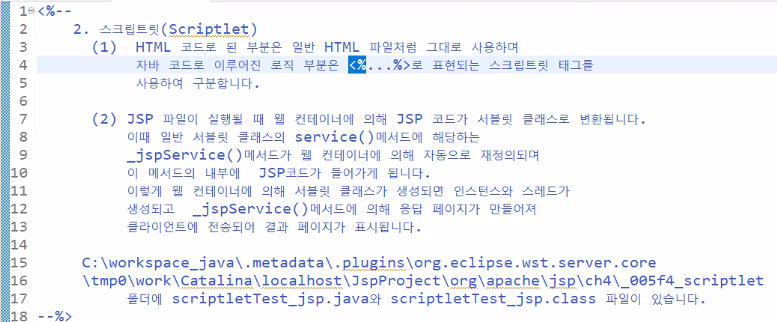 1 <%--
2 2. 스크립트릿(Scriptlet)
3 (1) HTML 코드로 된 부분은 일반 HTML 파일처럼 그대로 사용하며
4 자바 코드로 이루어진 로직 부분은 <%...%>로 표현되는 스크립트릿 태그를
5 사용하여 구분합니다.
6
7 (2) JSP 파일이 실행될 때 웹 컨테이너에 의해 JSP 코드가 서블릿 클래스로 변환됩니다.
8 이때 일반 서블릿 클래스의 service()메서드에 해당하는
9 _jspService()메서드가 웹 컨테이너에 의해 자동으로 재정의되며
10 이 메서드의 내부에 JSP코드가 들어가게 됩니다.
11 이렇게 웹 컨테이너에 의해 서블릿 클래스가 생성되면 인스턴스와 스레드가
12 생성되고 _jspService()메서드에 의해 응답 페이지가 만들어져
13 클라이언트에 전송되어 결과 페이지가 표시됩니다.
14
15 C:\workspace_java\.metadata\.plugins\org.eclipse.wst.server.core
16 \tmp0\work\Catalina\localhost\JspProject\org\apache\jsp\ch4\_005f4_scriptlet
17 폴더에 scriptletTest_jsp.java와 scriptletTest_jsp.class 파일이 있습니다.
18 --%>